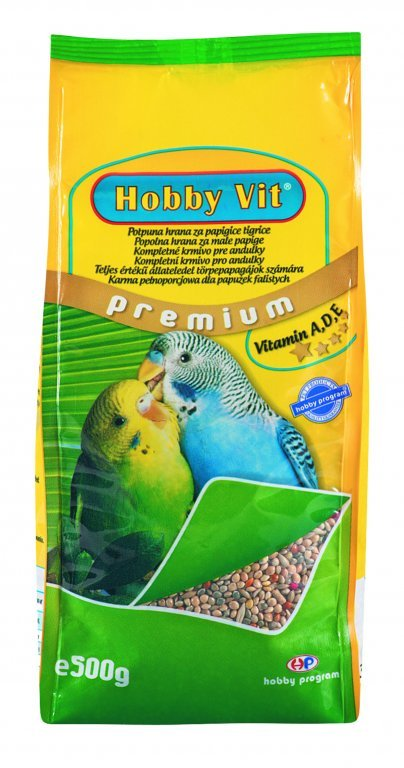 Hobby Vit®
Potpuna hrana za papigice tigrice
Popolna hrana za male papige
Kompletné krmivo pre andulky
Kompletní krmivo pro andulky
Teljes értékű állateledel törpepapagájok számára
Karma pełnoporcjowa dla papużek falistych
premium
Vitamin A,D,E
hobby program
e500g
HP
hobby program